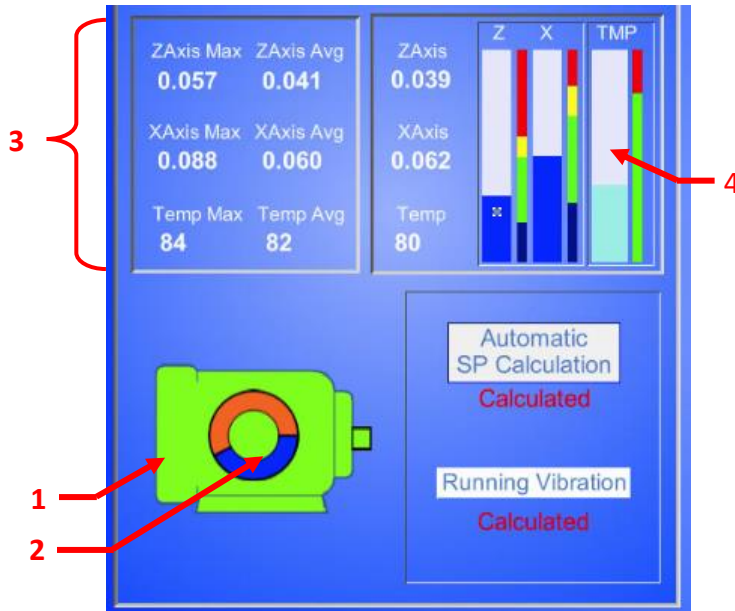 ZAxis Max ZAxis Avg ZAxis Z X TMP
0.057 0.041 0.039
3
XAxis Max XAxis Avg XAxis
0.088 0.060 0.062
4
Temp Max Temp Avg Temp
84 82 80
Automatic
SP Calculation
Calculated
1
Running Vibration
2
Calculated